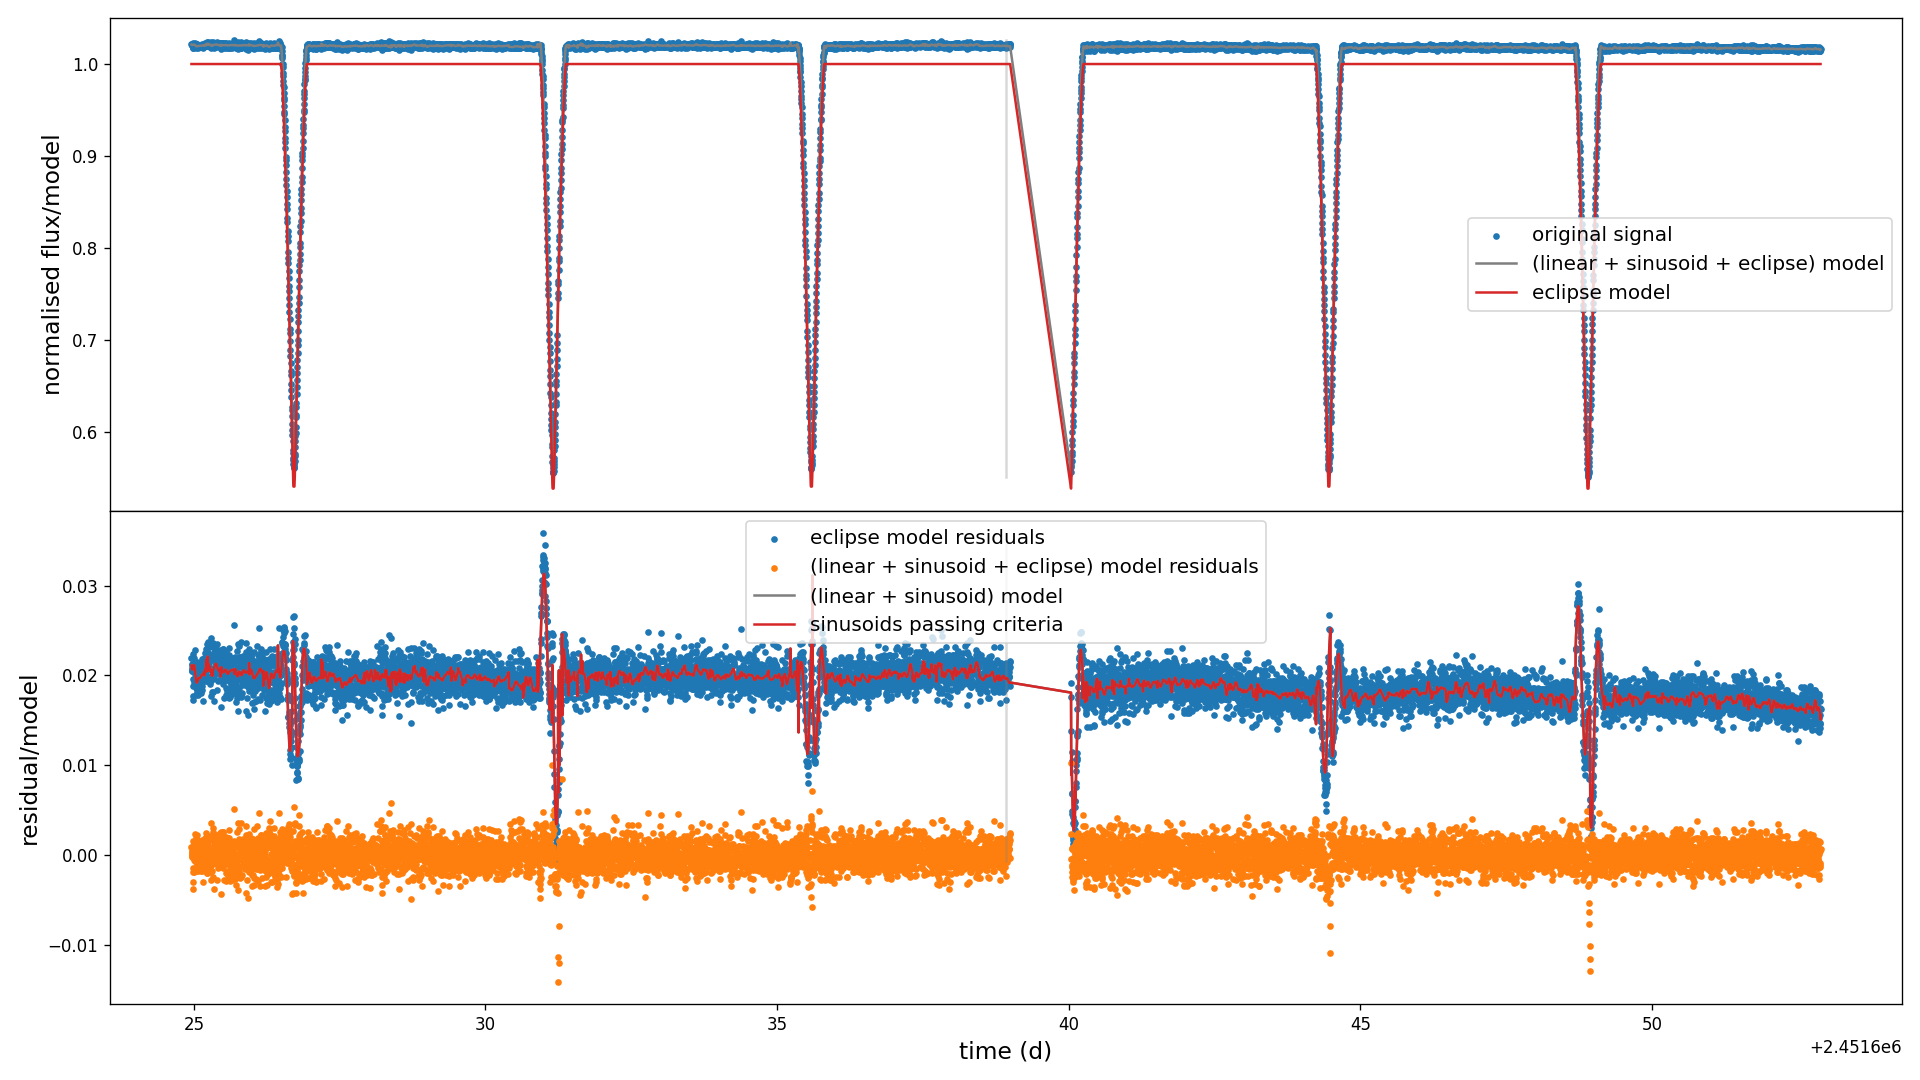 normalised flux/model
1.0
0.9
0.8
0.7
0.6
original signal
(linear + sinusoid + eclipse) model
eclipse model
residual/model
0.03
0.02
0.01
0.00
−0.01
eclipse model residuals
(linear + sinusoid + eclipse) model residuals
(linear + sinusoid) model
sinusoids passing criteria
25 30 35 40 45 50
time (d)
+2.4516e6